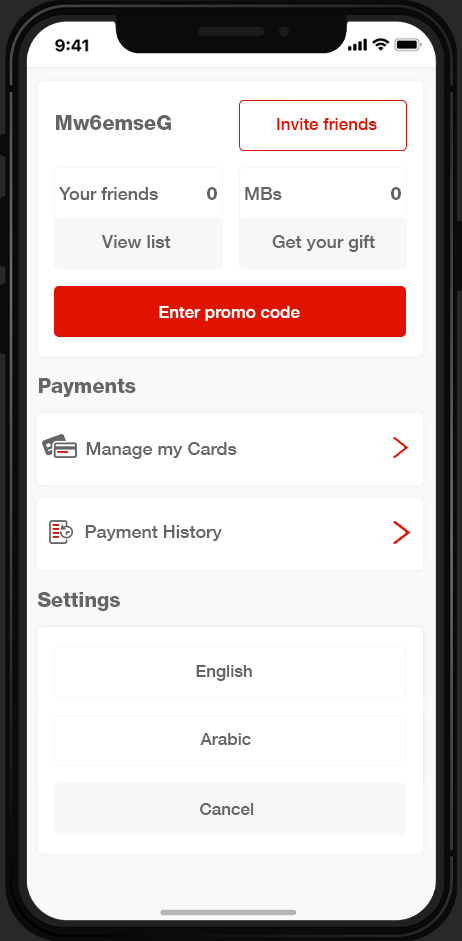 9:41
Mw6emseG
Invite friends
Your friends 0
MBs 0
View list
Get your gift
Enter promo code
Payments
Manage my Cards
Payment History
Settings
English
Arabic
Cancel